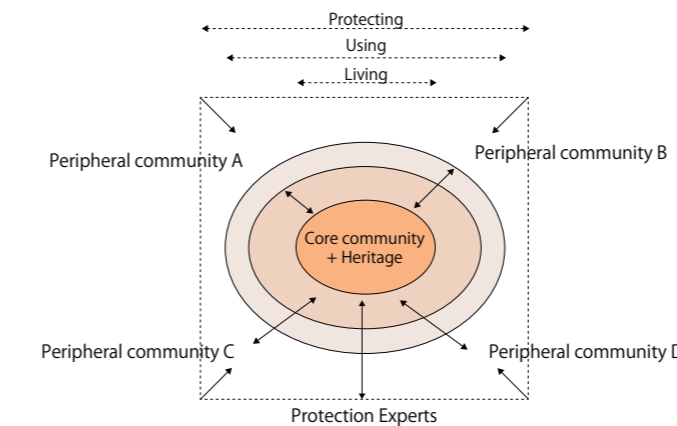 Protecting
Using
Living
Peripheral community A
Peripheral community B
Core community
+ Heritage
Peripheral community C
Peripheral community D
Protection Experts